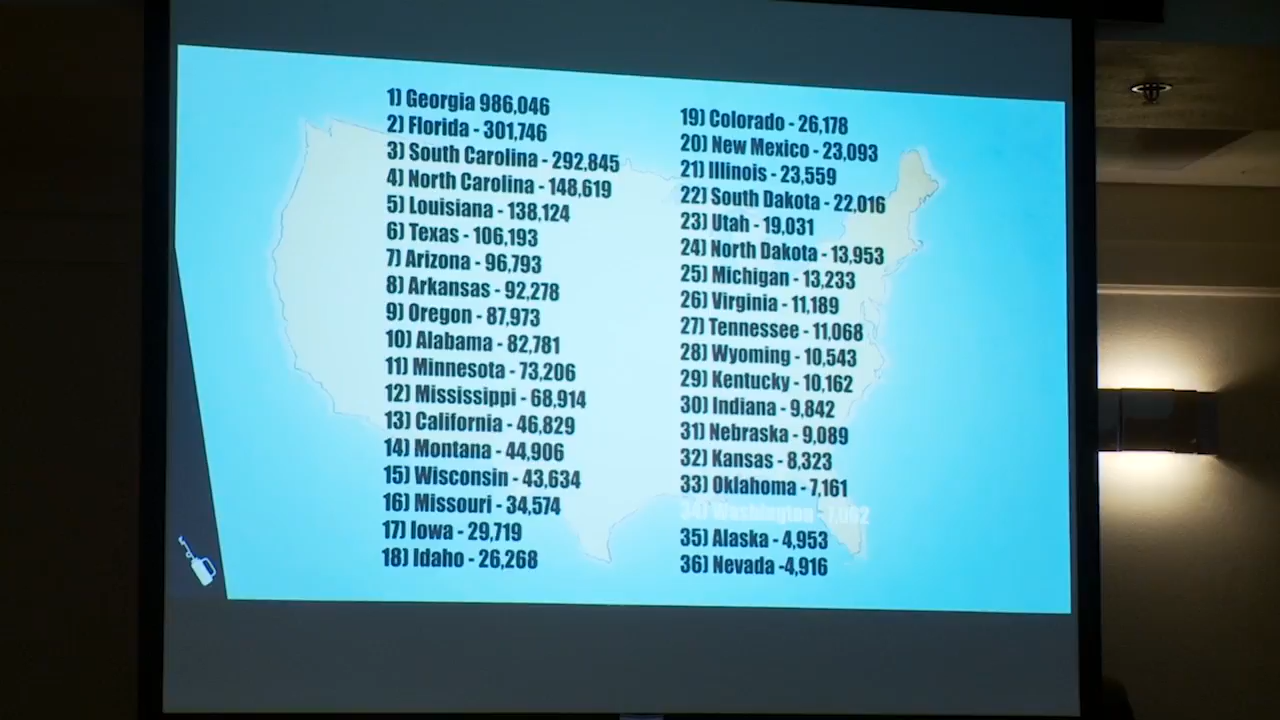 1) Georgia 986,046
2) Florida - 301,746
3) South Carolina - 292,845
4) North Carolina - 148,619
5) Louisiana - 138,124
6) Texas - 106,193
7) Arizona - 96,793
8) Arkansas - 92,278
9) Oregon - 87,973
10) Alabama - 82,781
11) Minnesota - 73,206
12) Mississippi - 68,914
13) California - 46,829
14) Montana - 44,906
15) Wisconsin - 43,634
16) Missouri - 34,574
17) Iowa - 29,719
18) Idaho - 26,268
19) Colorado - 26,178
20) New Mexico - 23,093
21) Illinois - 23,559
22) South Dakota - 22,016
23) Utah - 19,031
24) North Dakota - 13,953
25) Michigan - 13,233
26) Virginia - 11,189
27) Tennessee - 11,068
28) Wyoming - 10,543
29) Kentucky - 10,162
30) Indiana - 9,842
31) Nebraska - 9,089
32) Kansas - 8,323
33) Oklahoma - 7,161
34) Washington -
35) Alaska - 4,953
36) Nevada -4,916